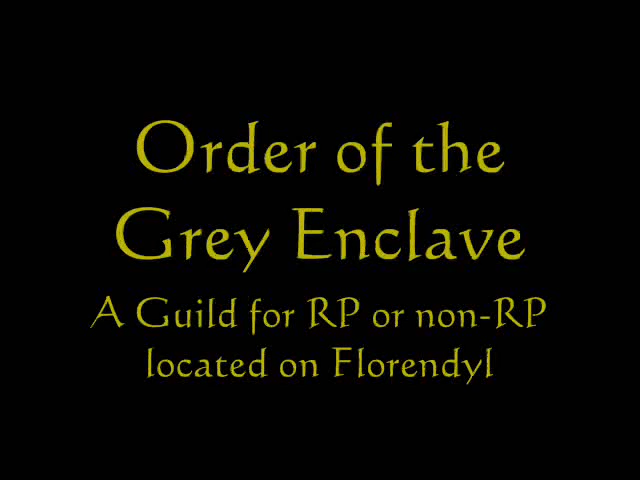 Order of the
Grey Enclave
A Guild for RP or non-RP
located on Florendyl